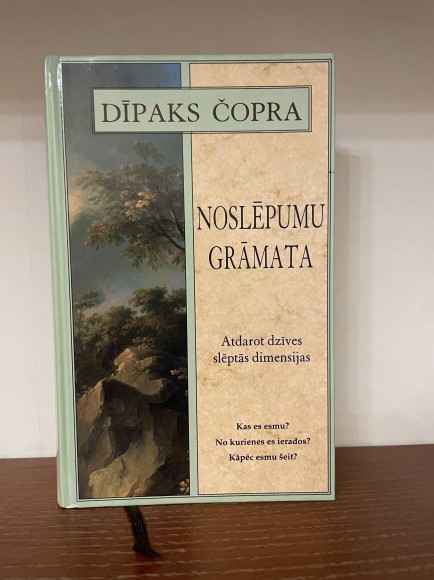 DĪPAKS ČOPRA
NOSLĒPUMU
GRĀMATA
Atdarot dzīves
slēptās dimensijas
Kas es esmu?
No kurienes es ierados?
Kāpēc esmu šeit?